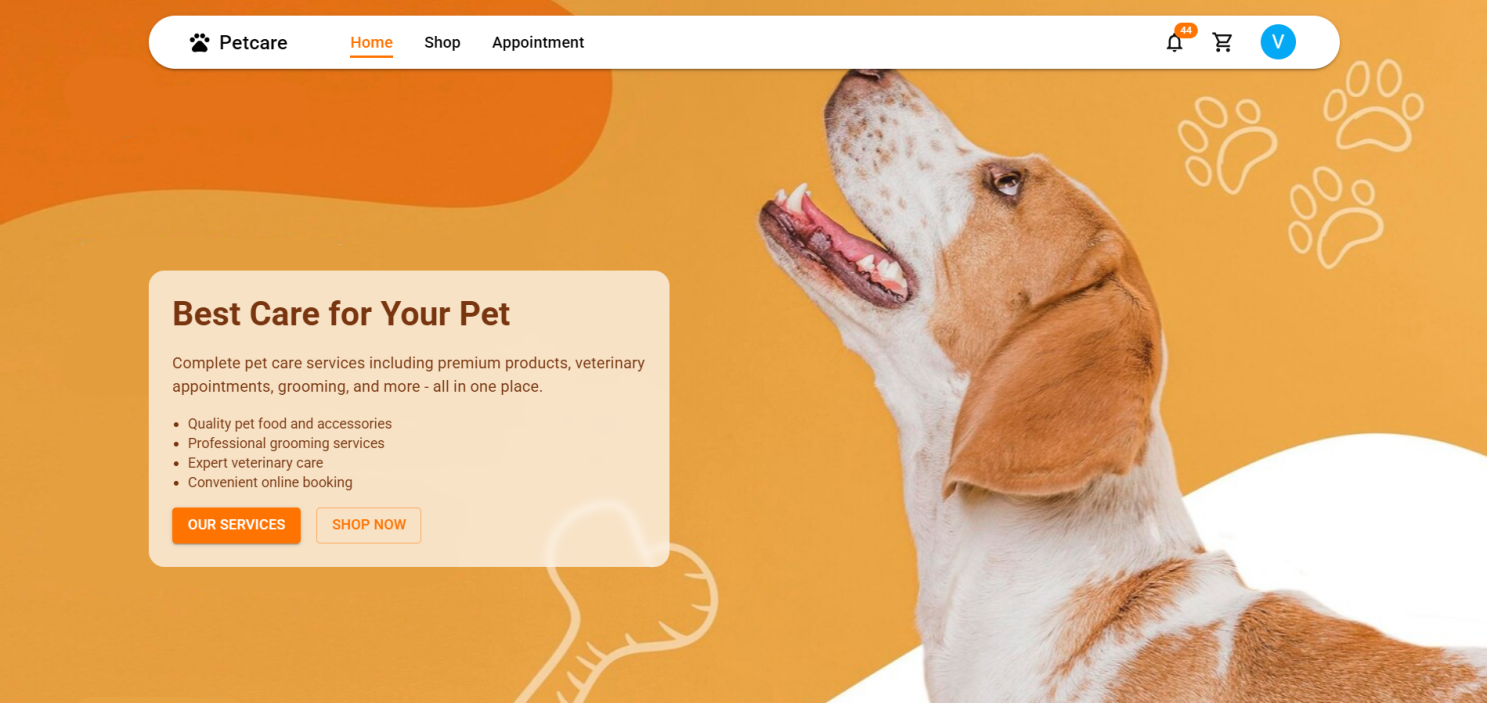 Petcare
Home
Shop
Appointment
44
V
Best Care for Your Pet
Complete pet care services including premium products, veterinary
appointments, grooming, and more - all in one place.
• Quality pet food and accessories
• Professional grooming services
• Expert veterinary care
• Convenient online booking
OUR SERVICES
SHOP NOW